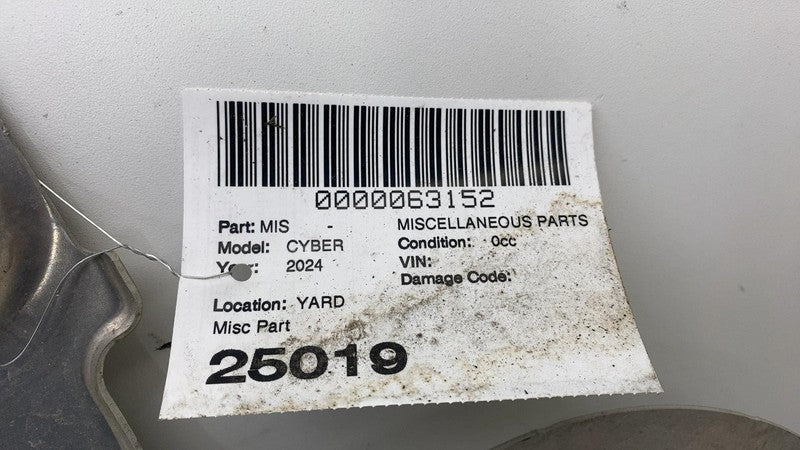 0000063152
Part: MIS - MISCELLANEOUS PARTS
Model: CYBER Condition: 0cc
Year: 2024 VIN:
Damage Code:
Location: YARD
Misc Part
25019